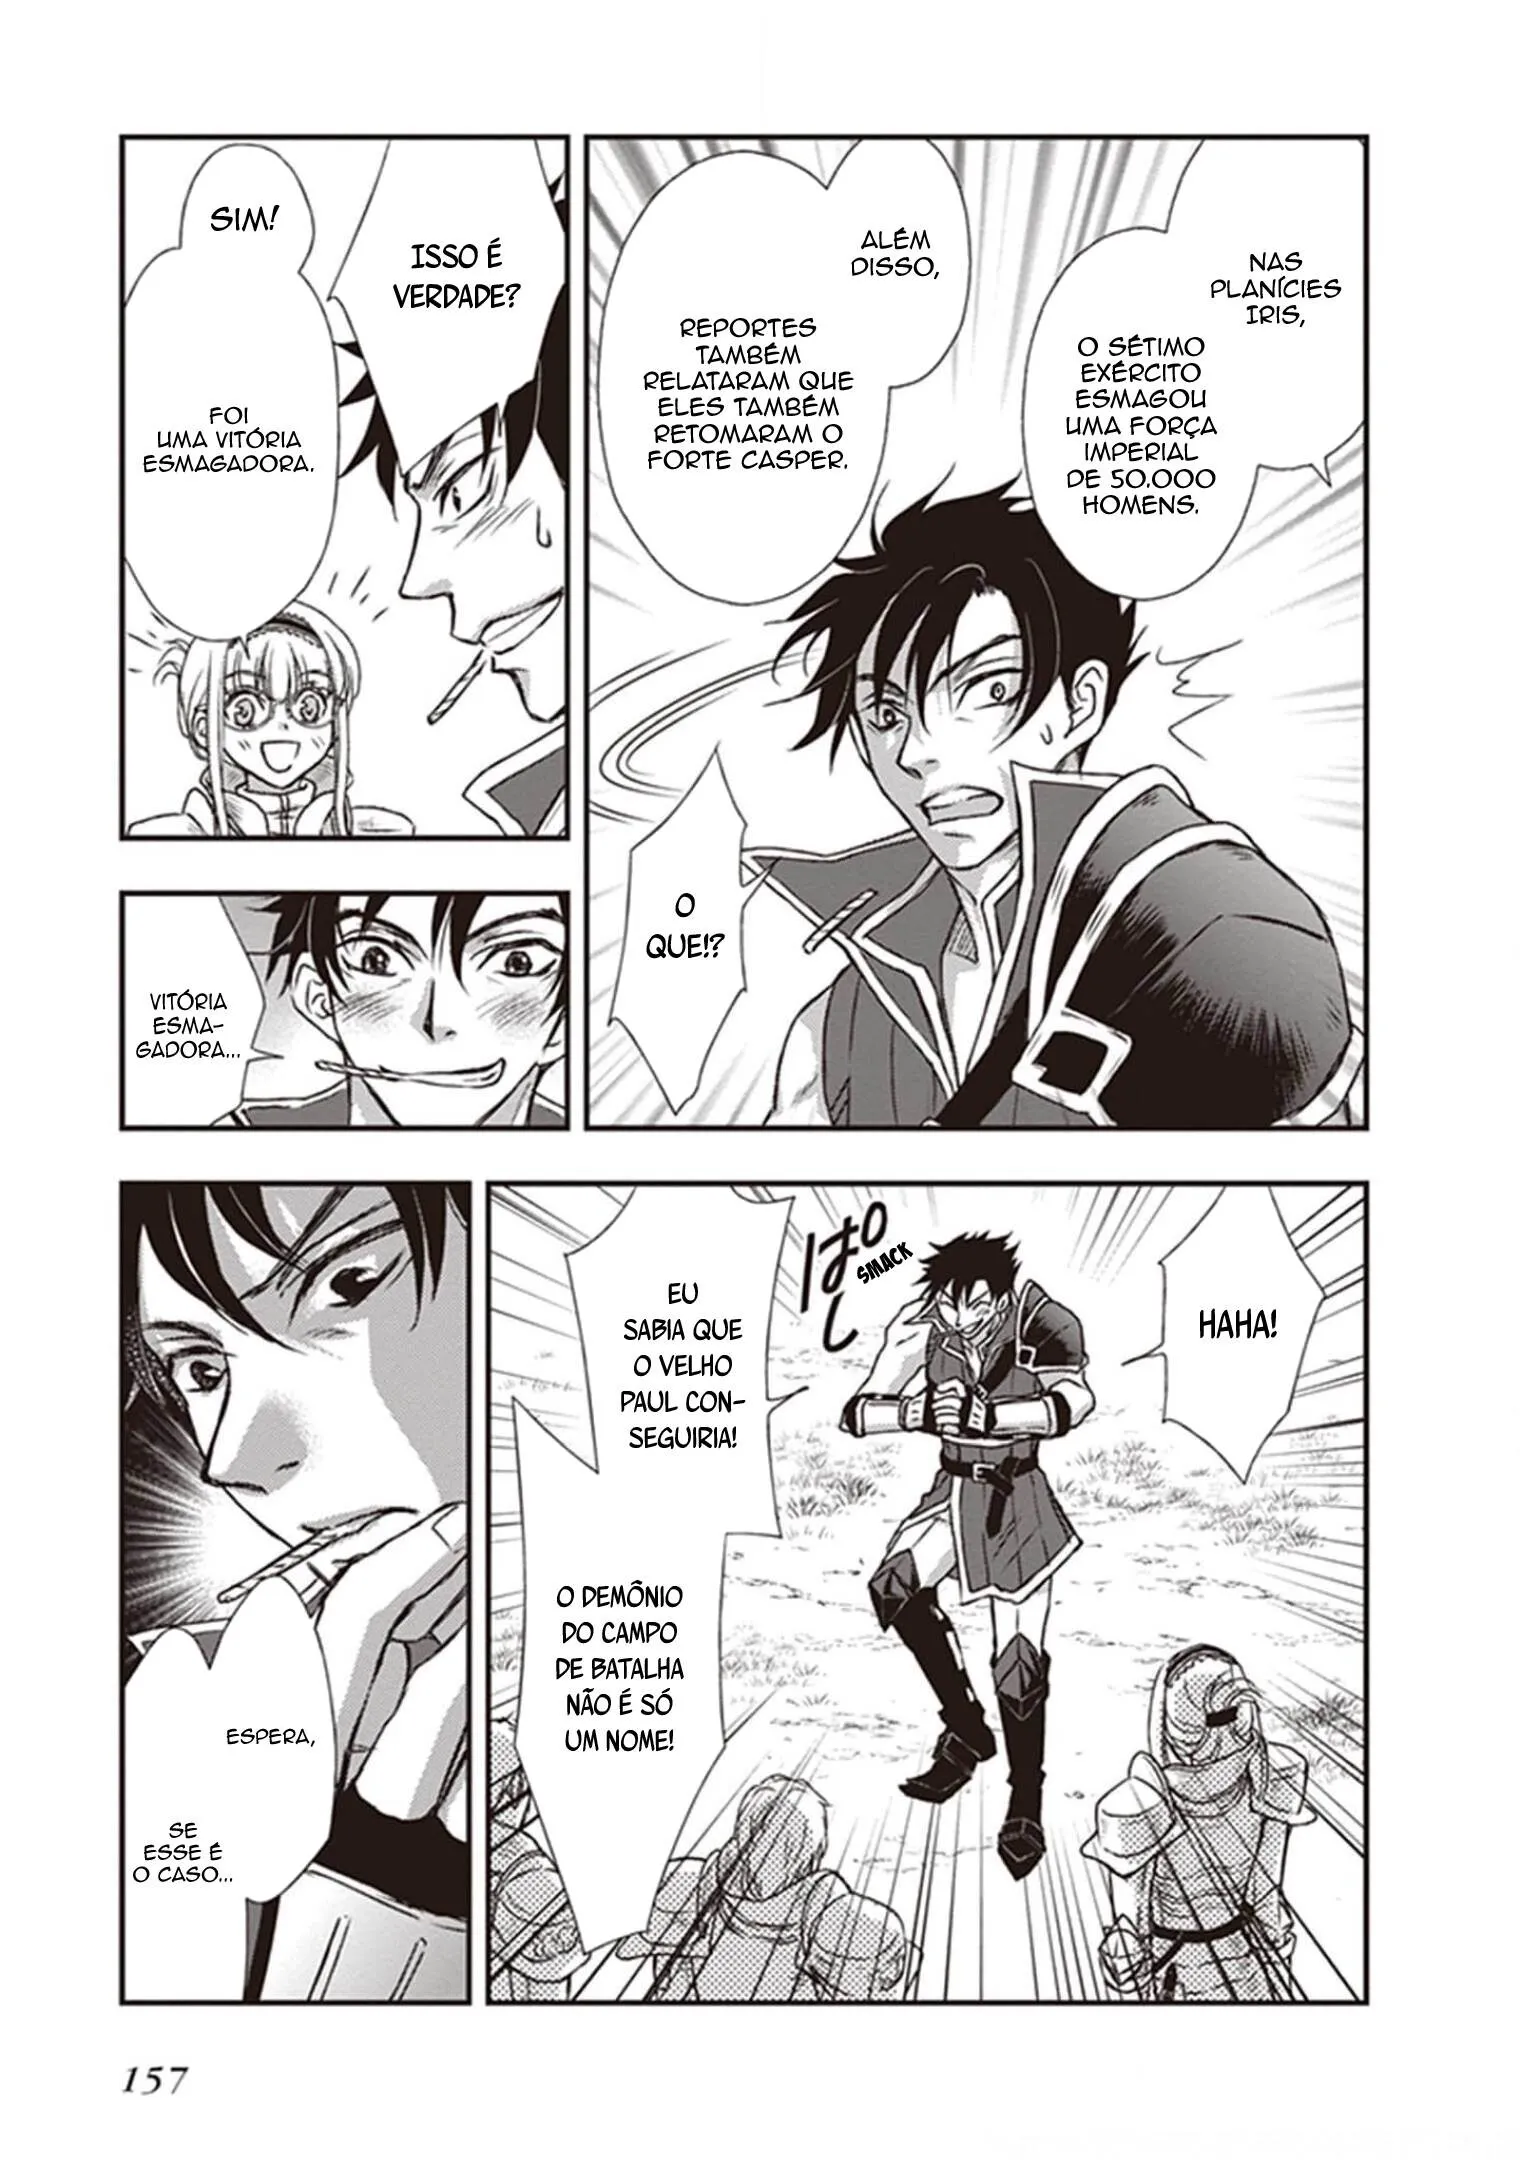 NAS
PLANÍCIES
IRIS,
O SÉTIMO
EXÉRCITO
ESMAGOU
UMA FORÇA
IMPERIAL
DE 50.000
HOMENS.
ALÉM
DISSO,
REPORTES
TAMBÉM
RELATARAM QUE
ELES TAMBÉM
RETOMARAM O
FORTE CASPER.
O
QUE!?
ISSO É
VERDADE?
SIM!
FOI
UMA VITÓRIA
ESMAGADORA.
VITÓRIA
ESMA-
GADORA...
HAHA!
ぱし
SMACK
EU
SABIA QUE
O VELHO
PAUL CON-
SEGUIRIA!
O DEMÔNIO
DO CAMPO
DE BATALHA
NÃO É SÓ
UM NOME!
ESPERA,
SE
ESSE É
O CASO...
157